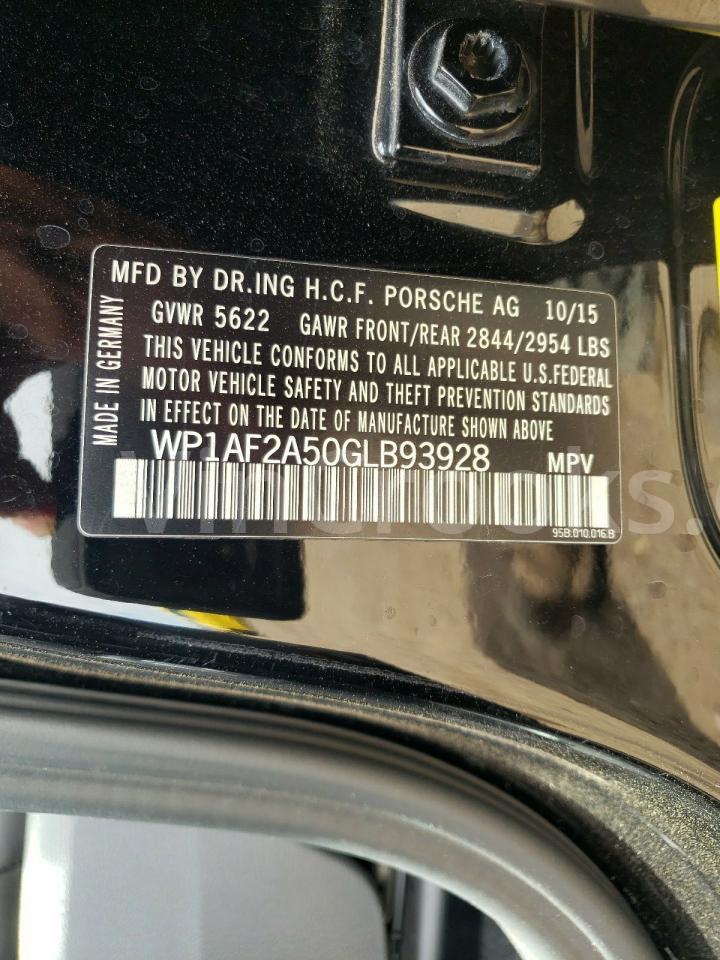 MFD BY DR.ING H.C.F. PORSCHE AG 10/15
GVWR 5622 GAWR FRONT/REAR 2844/2954 LBS
THIS VEHICLE CONFORMS TO ALL APPLICABLE U.S.FEDERAL
MOTOR VEHICLE SAFETY AND THEFT PREVENTION STANDARDS
IN EFFECT ON THE DATE OF MANUFACTURE SHOWN ABOVE
WP1AF2A50GLB93928 MPV
95B.010.016.B
MADE IN GERMANY
vincrooks.